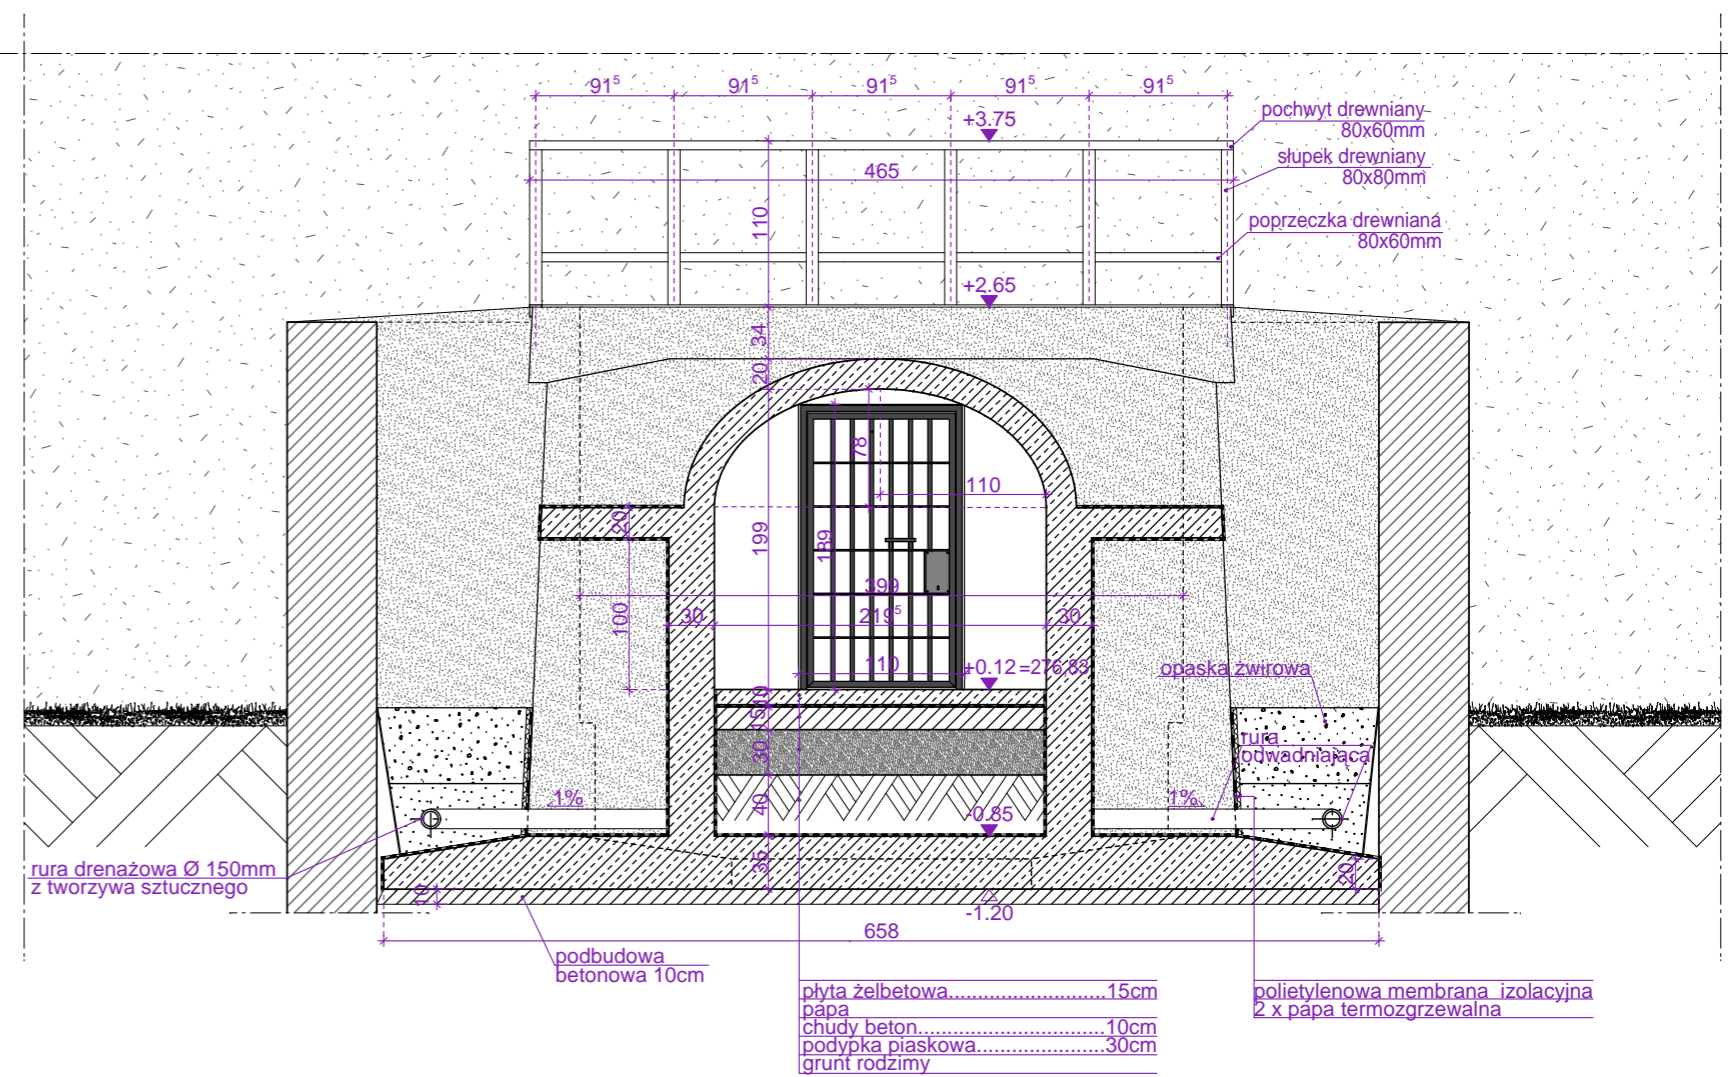 91⁵ 91⁵ 91⁵ 91⁵ 91⁵
+3.75
pochwyt drewniany
80x60mm
słupek drewniany
80x80mm
465
110
poprzeczka drewniana
80x60mm
+2.65
34
20
78
110
20
199
189
399
100
30 219⁵ 30
110
+0.12=276,83
opaska żwirowa
10
15
30
40
rura
odwadniająca
1%
1%
-0.85
35
20
rura drenażowa Ø 150mm
z tworzywa sztucznego
10
-1.20
658
podbudowa
betonowa 10cm
płyta żelbetowa..........................15cm
papa
chudy beton...............................10cm
podypka piaskowa.....................30cm
grunt rodzimy
polietylenowa membrana izolacyjna
2 x papa termozgrzewalna